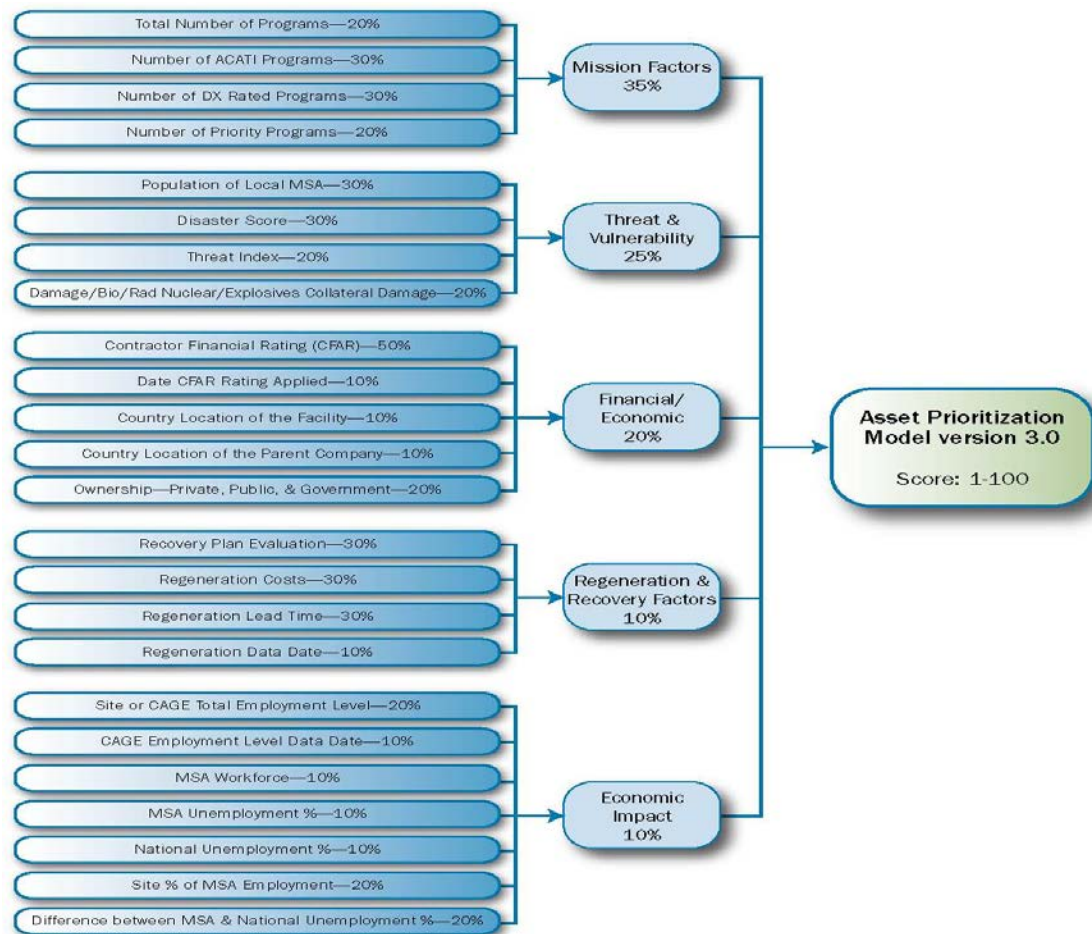 Total Number of Programs—20%
Number of ACATI Programs—30%
Number of DX Rated Programs—30%
Number of Priority Programs—20%
Mission Factors
35%
Population of Local MSA—30%
Disaster Score—30%
Threat Index—20%
Damage/Bio/Rad Nuclear/Explosives Collateral Damage—20%
Threat &
Vulnerability
25%
Contractor Financial Rating (CFAR)—50%
Date CFAR Rating Applied—10%
Country Location of the Facility—10%
Country Location of the Parent Company—10%
Ownership—Private, Public, & Government—20%
Financial/
Economic
20%
Recovery Plan Evaluation—30%
Regeneration Costs—30%
Regeneration Lead Time—30%
Regeneration Data Date—10%
Regeneration &
Recovery Factors
10%
Site or CAGE Total Employment Level—20%
CAGE Employment Level Data Date—10%
MSA Workforce—10%
MSA Unemployment %—10%
National Unemployment %—10%
Site % of MSA Employment—20%
Difference between MSA & National Unemployment %—20%
Economic
Impact
10%
Asset Prioritization
Model version 3.0
Score: 1-100